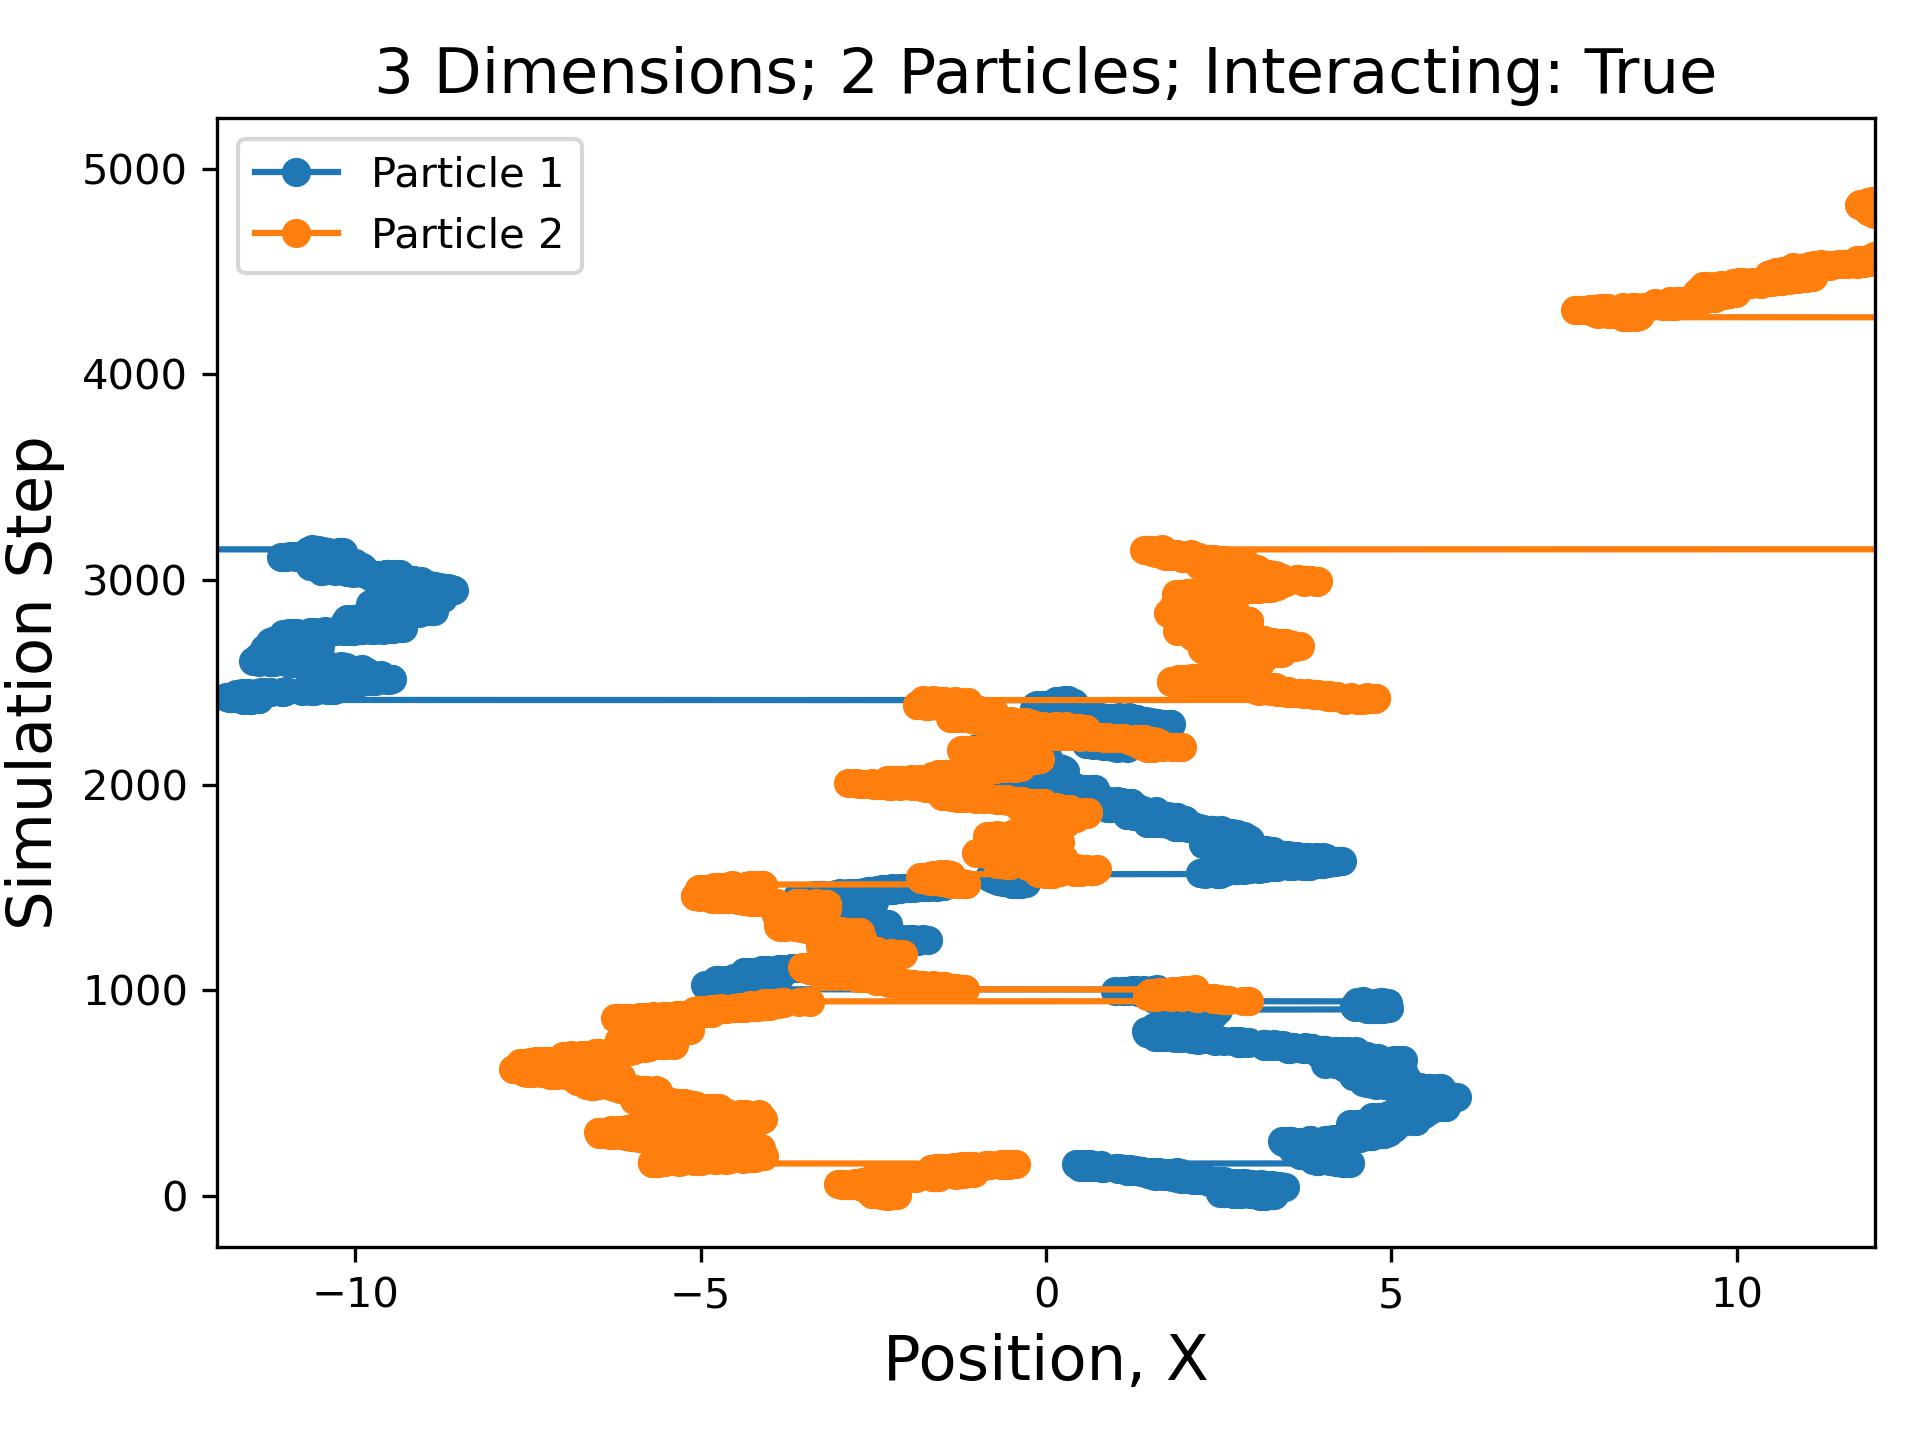 3 Dimensions; 2 Particles; Interacting: True
Particle 1
Particle 2
5000
4000
3000
2000
1000
0
Simulation Step
−10
−5
0
5
10
Position, X